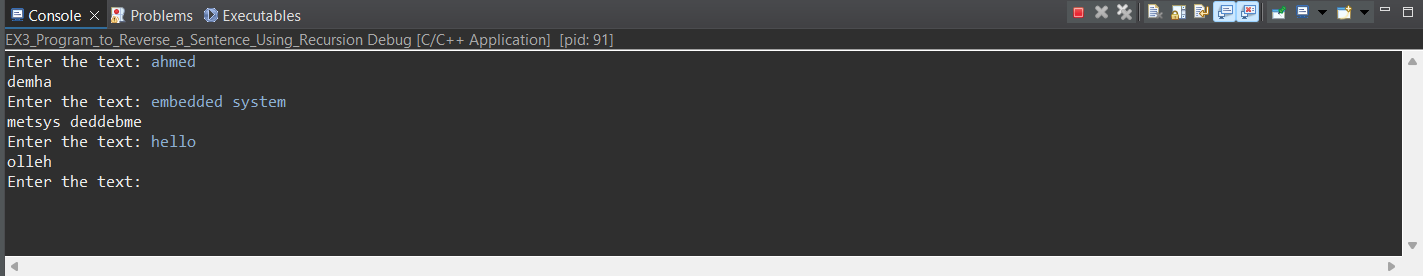 Console Problems Executables
EX3_Program_to_Reverse_a_Sentence_Using_Recursion Debug [C/C++ Application] [pid: 91]
Enter the text: ahmed
demha
Enter the text: embedded system
metsys deddebme
Enter the text: hello
olleh
Enter the text: